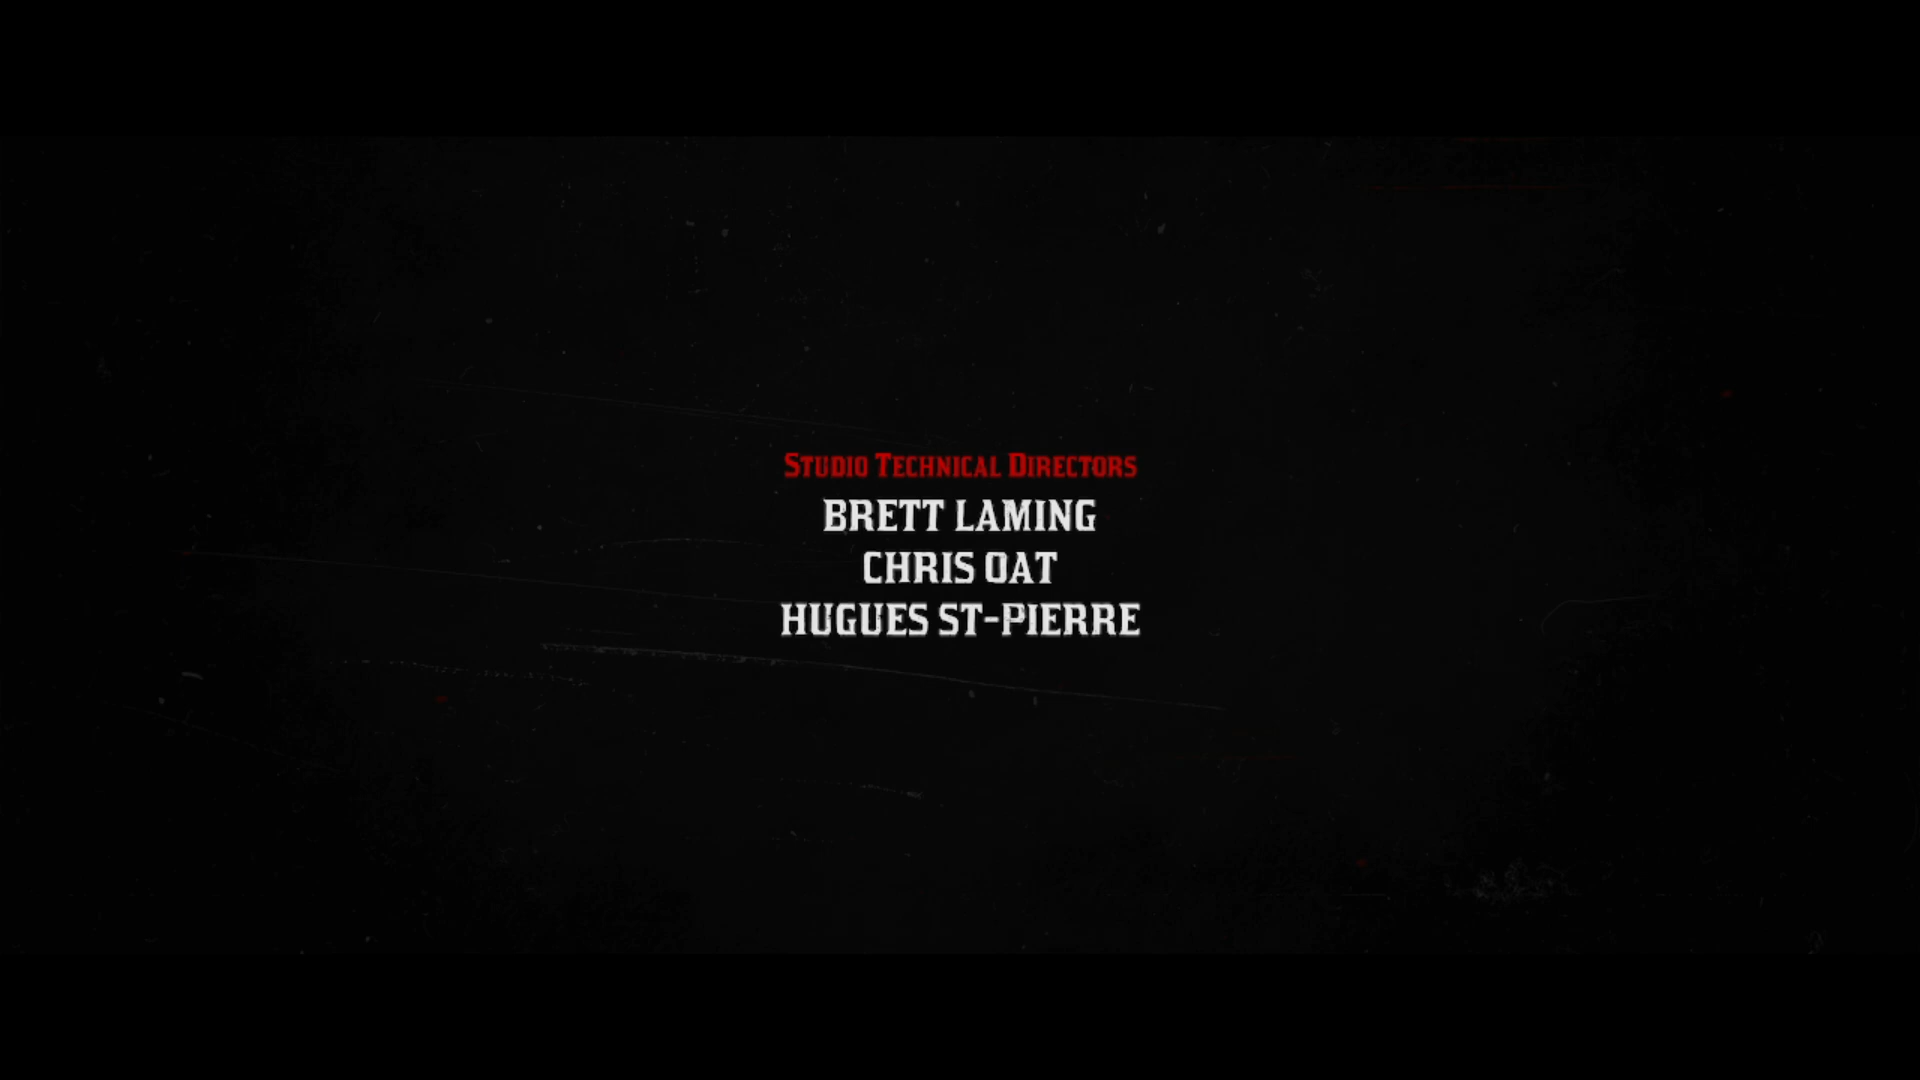 Studio Technical Directors
BRETT LAMING
CHRIS OAT
HUGUES ST-PIERRE